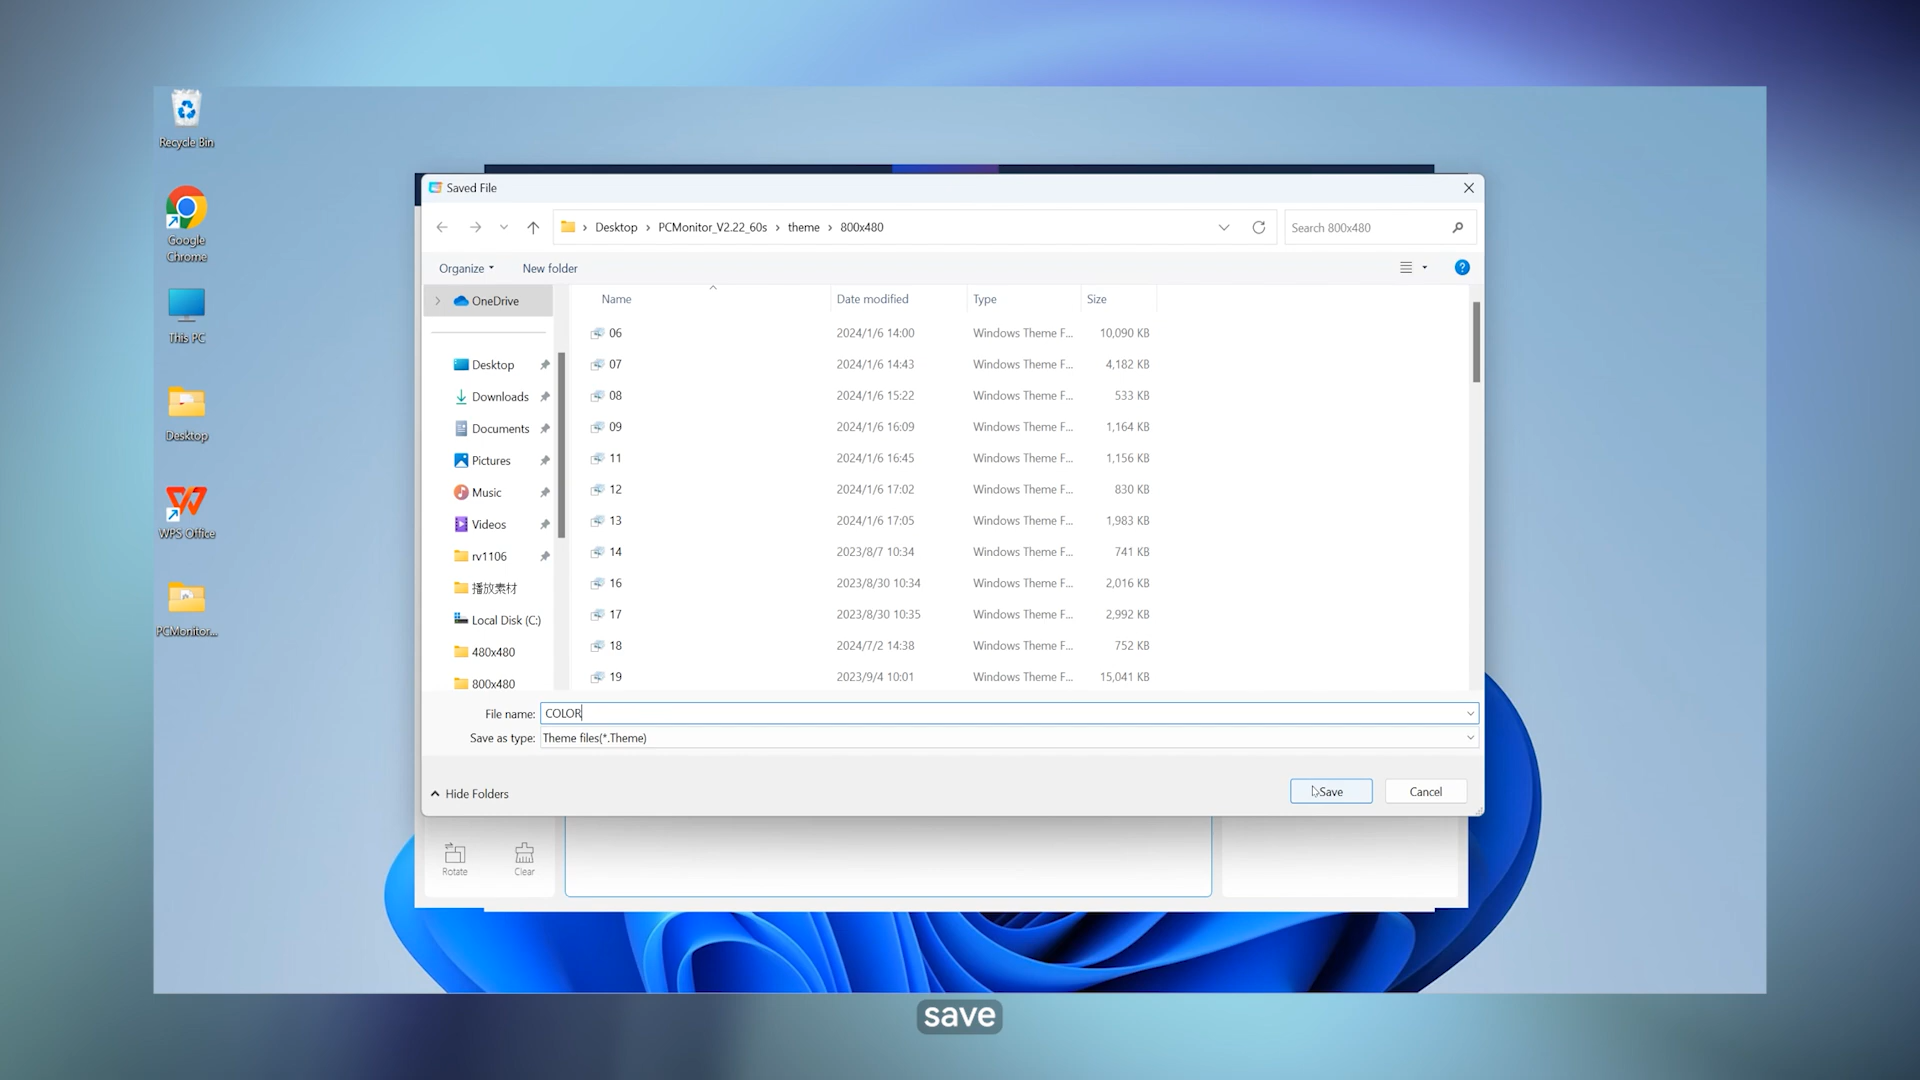 Recycle Bin
Google
Chrome
This PC
Desktop
WPS Office
PCMonitor...
Saved File
Desktop › PCMonitor_V2.22_60s › theme › 800x480
Search 800x480
Organize
New folder
OneDrive
Desktop
Downloads
Documents
Pictures
Music
Videos
rv1106
播放素材
Local Disk (C:)
480x480
800x480
Name Date modified Type Size
06 2024/1/6 14:00 Windows Theme F... 10,090 KB
07 2024/1/6 14:43 Windows Theme F... 4,182 KB
08 2024/1/6 15:22 Windows Theme F... 533 KB
09 2024/1/6 16:09 Windows Theme F... 1,164 KB
11 2024/1/6 16:45 Windows Theme F... 1,156 KB
12 2024/1/6 17:02 Windows Theme F... 830 KB
13 2024/1/6 17:05 Windows Theme F... 1,983 KB
14 2023/8/7 10:34 Windows Theme F... 741 KB
16 2023/8/30 10:34 Windows Theme F... 2,016 KB
17 2023/8/30 10:35 Windows Theme F... 2,992 KB
18 2024/7/2 14:38 Windows Theme F... 752 KB
19 2023/9/4 10:01 Windows Theme F... 15,041 KB
File name: COLOR
Save as type: Theme files(*.Theme)
Hide Folders
Save
Cancel
Rotate
Clear
save